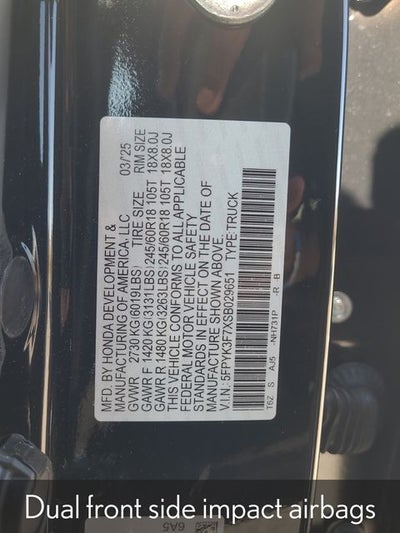 MFD. BY HONDA DEVELOPMENT &
MANUFACTURING OF AMERICA, LLC 03/25
GVWR 2730 KG(6019LBS) TIRE SIZE RIM SIZE
GAWR F 1420 KG(3131LBS) 245/60R18 105T 18X8.0J
GAWR R 1480 KG(3263LBS) 245/60R18 105T 18X8.0J
THIS VEHICLE CONFORMS TO ALL APPLICABLE
FEDERAL MOTOR VEHICLE SAFETY
STANDARDS IN EFFECT ON THE DATE OF
MANUFACTURE SHOWN ABOVE.
V.I.N. 5FPYK3F7XSB029651 TYPE:TRUCK
T6Z S AJ5 -NH731P -R B
6A5
Dual front side impact airbags